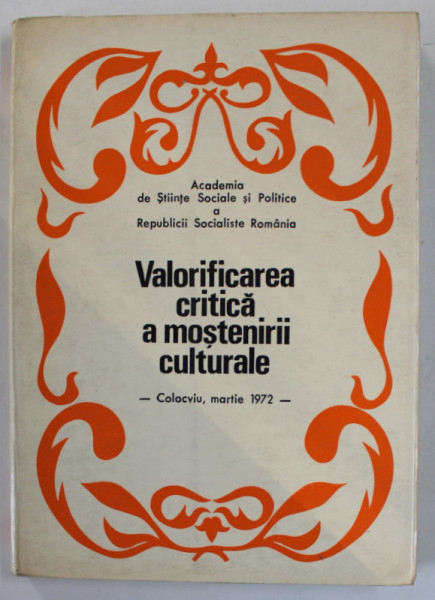 Academia
de Științe Sociale și Politice
a
Republicii Socialiste România
Valorificarea
critică
a moștenirii
culturale
— Colocviu, martie 1972 —